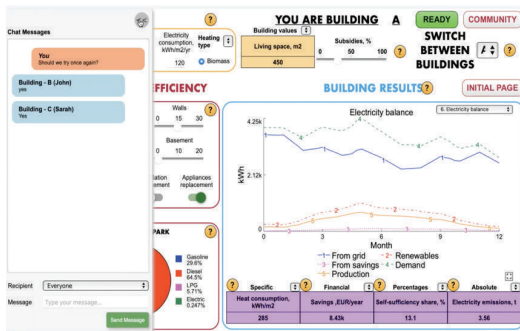 Chat Messages
You
Should we try once again?
Building - B (John)
yes
Building - C (Sarah)
Yes
Recipient Everyone
Message Type your message...
Send Message
?
Electricity consumption, kWh/m2/yr
120
Heating type
Biomass
YOU ARE BUILDING A
READY
COMMUNITY
Building values
Living space, m2
450
Subsidies, %
0 50 100
?
SWITCH
BETWEEN
BUILDINGS
A
?
EFFICIENCY
BUILDING RESULTS ?
INITIAL PAGE
Walls
?
0 15 30
Basement
0 10 20
Appliances
replacement
PARK
?
Gasoline
29.6%
Diesel
64.5%
LPG
5.71%
Electric
0.247%
Electricity balance
6. Electricity balance
?
4.25k
2.12k
0
kWh
0 3 6 9 12
Month
1 From grid
2 Renewables
3 From savings
4 Demand
5 Production
? Specific
? Financial
? Percentages
? Absolute
Heat consumption, kWh/m2
Savings ,EUR/year
Self-sufficiency share, %
Electricity emissions, t
285
8.43k
13.1
3.56